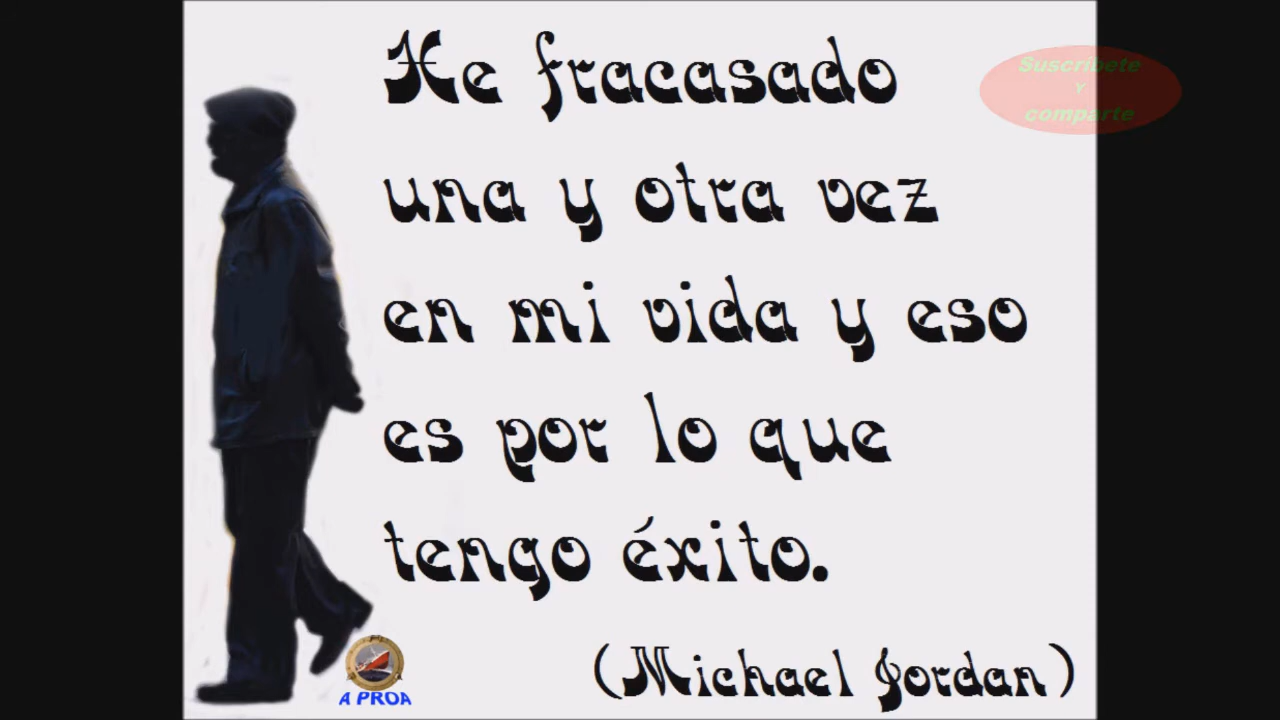 He fracasado
una y otra vez
en mi vida y eso
es por lo que
tengo éxito.
(Michael Jordan)
Suscríbete
Y
comparte
A PROA